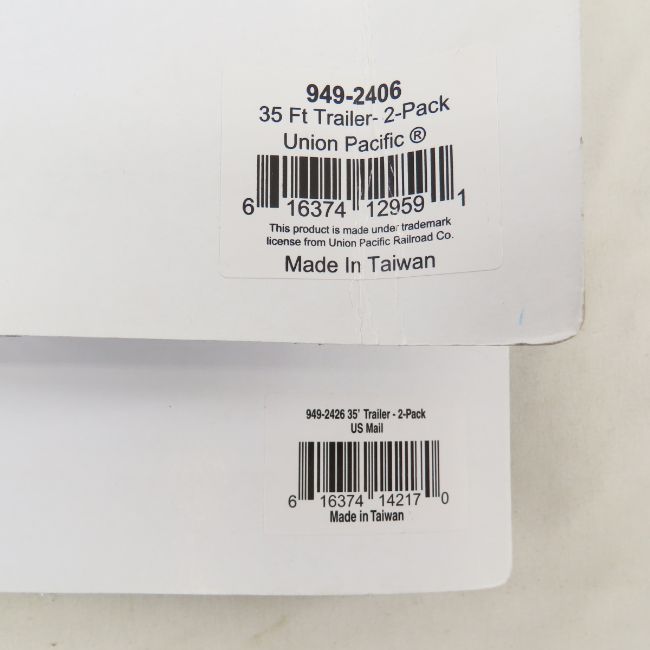 949-2406
35 Ft Trailer- 2-Pack
Union Pacific ®
6 16374 12959 1
This product is made under trademark
license from Union Pacific Railroad Co.
Made In Taiwan
949-2426 35' Trailer - 2-Pack
US Mail
6 16374 14217 0
Made in Taiwan